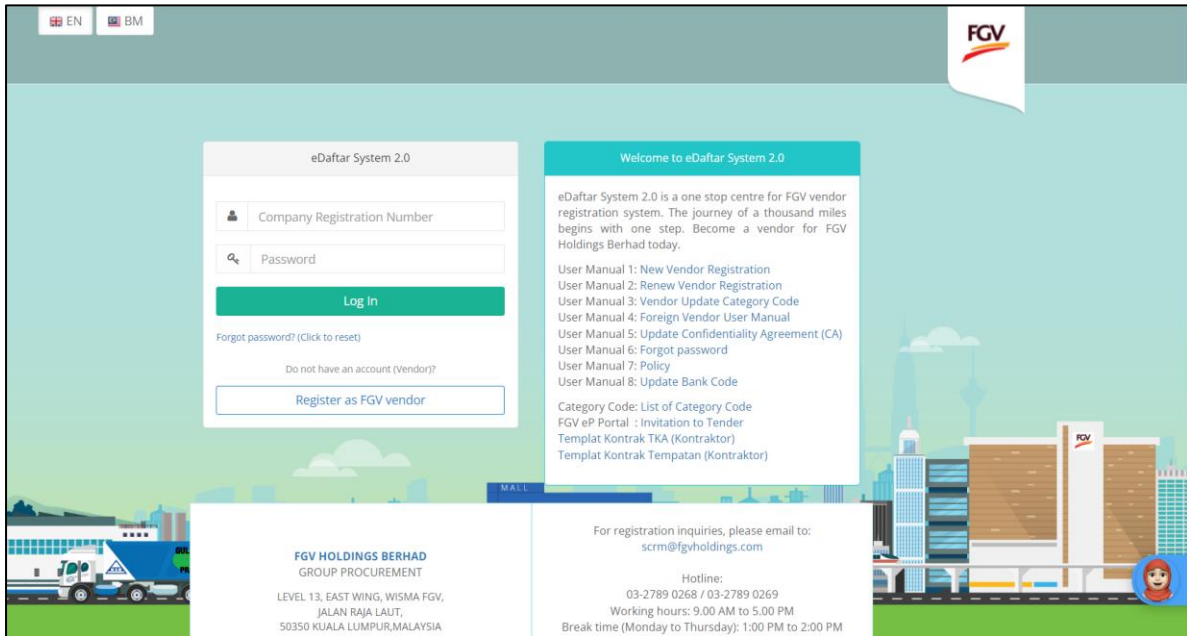 EN
BM
FGV
eDaftar System 2.0
Company Registration Number
Password
Log In
Forgot password? (Click to reset)
Do not have an account (Vendor)?
Register as FGV vendor
Welcome to eDaftar System 2.0
eDaftar System 2.0 is a one stop centre for FGV vendor
registration system. The journey of a thousand miles
begins with one step. Become a vendor for FGV
Holdings Berhad today.
User Manual 1: New Vendor Registration
User Manual 2: Renew Vendor Registration
User Manual 3: Vendor Update Category Code
User Manual 4: Foreign Vendor User Manual
User Manual 5: Update Confidentiality Agreement (CA)
User Manual 6: Forgot password
User Manual 7: Policy
User Manual 8: Update Bank Code
Category Code: List of Category Code
FGV eP Portal : Invitation to Tender
Templat Kontrak TKA (Kontraktor)
Templat Kontrak Tempatan (Kontraktor)
FGV
MALL
FGV HOLDINGS BERHAD
GROUP PROCUREMENT
LEVEL 13, EAST WING, WISMA FGV,
JALAN RAJA LAUT,
50350 KUALA LUMPUR,MALAYSIA
For registration inquiries, please email to:
scrm@fgvholdings.com
Hotline:
03-2789 0268 / 03-2789 0269
Working hours: 9.00 AM to 5.00 PM
Break time (Monday to Thursday): 1:00 PM to 2:00 PM